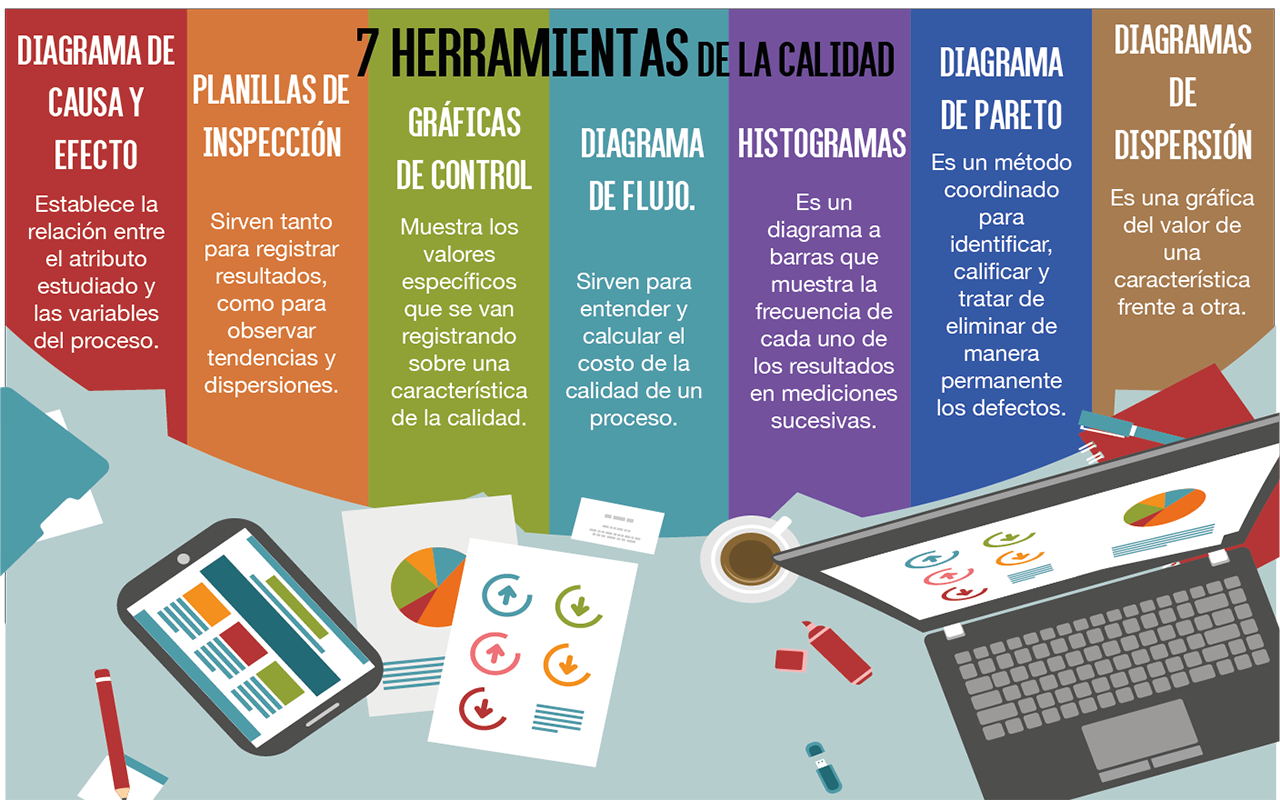 7 HERRAMIENTAS DE LA CALIDAD
DIAGRAMA DE
CAUSA Y
EFECTO
Establece la
relación entre
el atributo
estudiado y
las variables
del proceso.
PLANILLAS DE
INSPECCIÓN
Sirven tanto
para registrar
resultados,
como para
observar
tendencias y
dispersiones.
GRÁFICAS
DE CONTROL
Muestra los
valores
específicos
que se van
registrando
sobre una
característica
de la calidad.
DIAGRAMA
DE FLUJO.
Sirven para
entender y
calcular el
costo de la
calidad de un
proceso.
HISTOGRAMAS
Es un
diagrama a
barras que
muestra la
frecuencia de
cada uno de
los resultados
en mediciones
sucesivas.
DIAGRAMA
DE PARETO
Es un método
coordinado
para
identificar,
calificar y
tratar de
eliminar de
manera
permanente
los defectos.
DIAGRAMAS
DE
DISPERSIÓN
Es una gráfica
del valor de
una
característica
frente a otra.